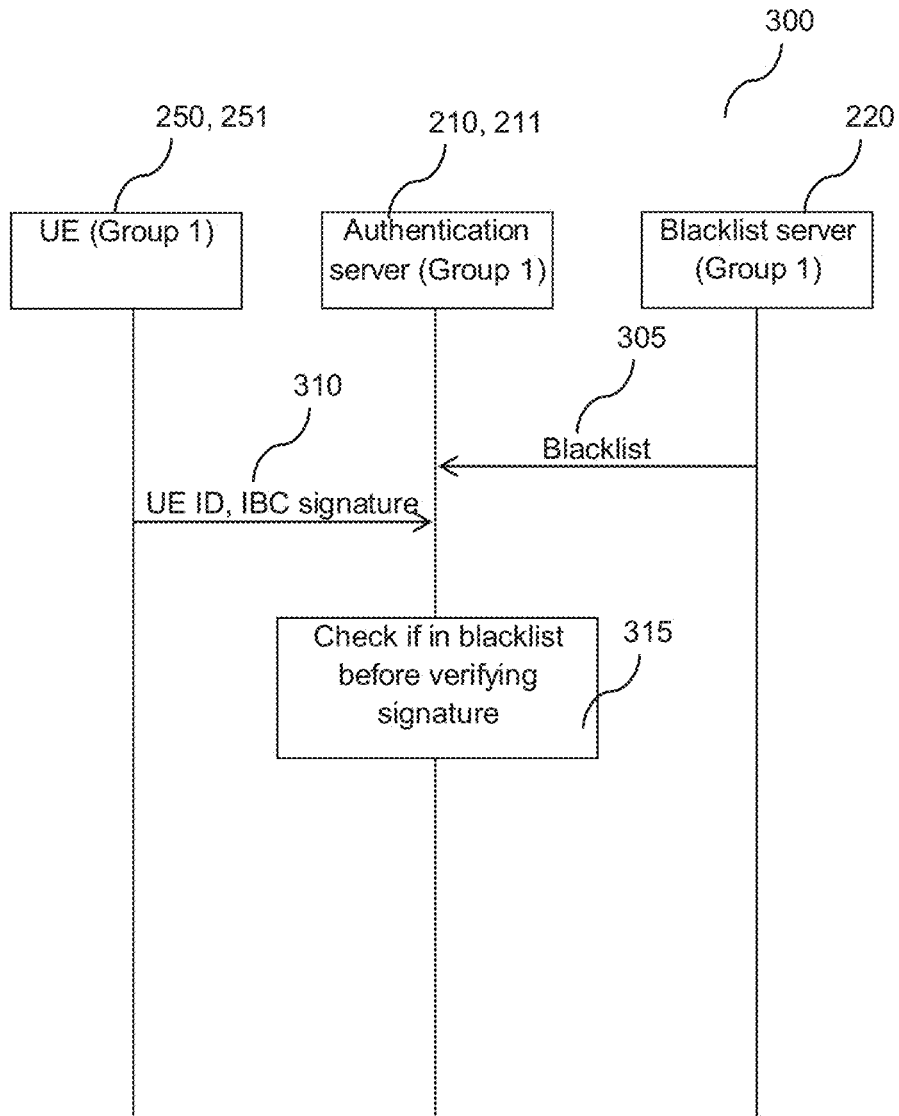 300
250, 251
210, 211
220
UE (Group 1)
Authentication
server (Group 1)
Blacklist server
(Group 1)
305
310
Blacklist
UE ID, IBC signature
Check if in blacklist
before verifying
signature
315